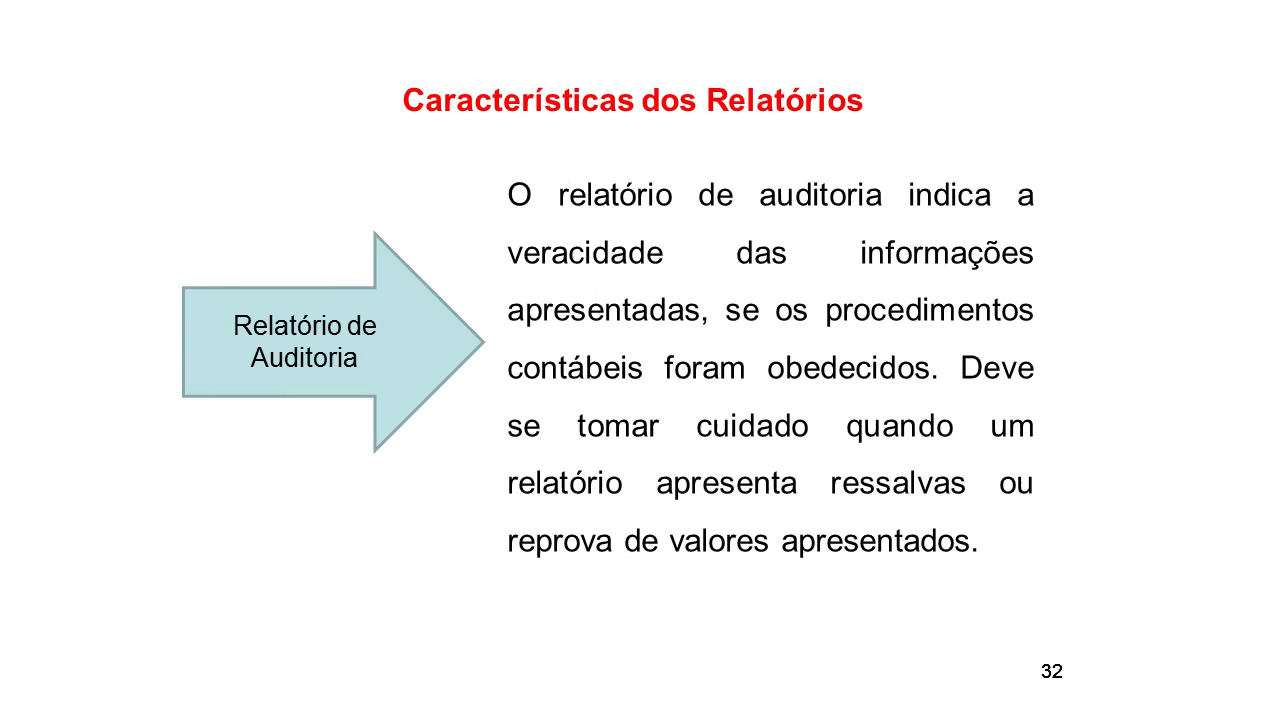 Características dos Relatórios
Relatório de
Auditoria
O relatório de auditoria indica a
veracidade das informações
apresentadas, se os procedimentos
contábeis foram obedecidos. Deve
se tomar cuidado quando um
relatório apresenta ressalvas ou
reprova de valores apresentados.
32